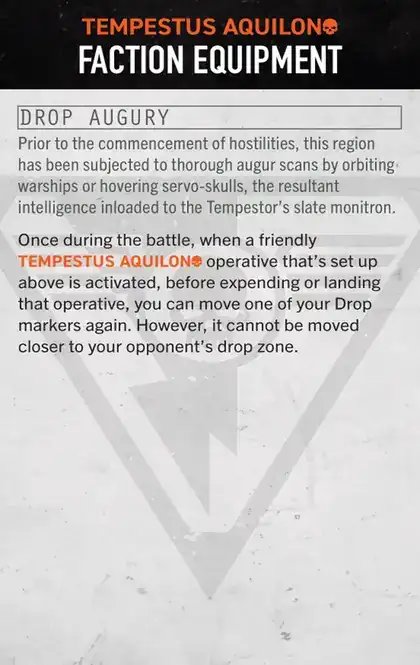 TEMPESTUS AQUILON
FACTION EQUIPMENT
DROP AUGURY
Prior to the commencement of hostilities, this region
has been subjected to thorough augur scans by orbiting
warships or hovering servo-skulls, the resultant
intelligence inloaded to the Tempestor's slate monitron.
Once during the battle, when a friendly
TEMPESTUS AQUILON operative that's set up
above is activated, before expending or landing
that operative, you can move one of your Drop
markers again. However, it cannot be moved
closer to your opponent's drop zone.